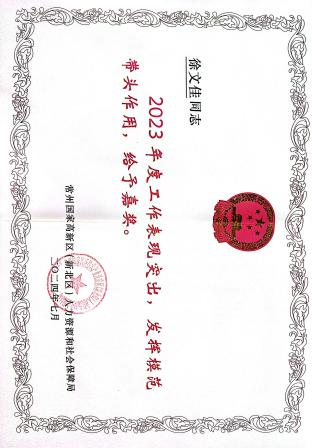 徐文佳同志
2023年度工作表现突出，发挥模范
带头作用，给予嘉奖。
常州国家高新区（新北区）人力资源和社会保障局
二〇二四年七月